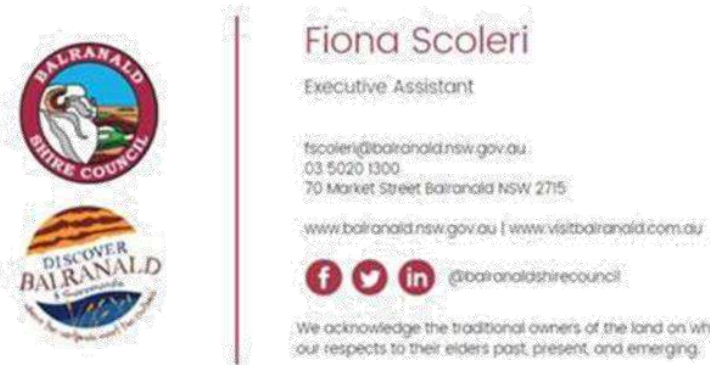 BALRANALD
SHIRE COUNCIL
DISCOVER
BALRANALD
Fiona Scoleri
Executive Assistant
fscoleri@balranald.nsw.gov.au
03 5020 1300
70 Market Street Balranald NSW 2715
www.balranald.nsw.gov.au | www.visitbalranald.com.au
f in @balranaldshirecouncil
We acknowledge the traditional owners of the land on wh
our respects to their elders past, present, and emerging.